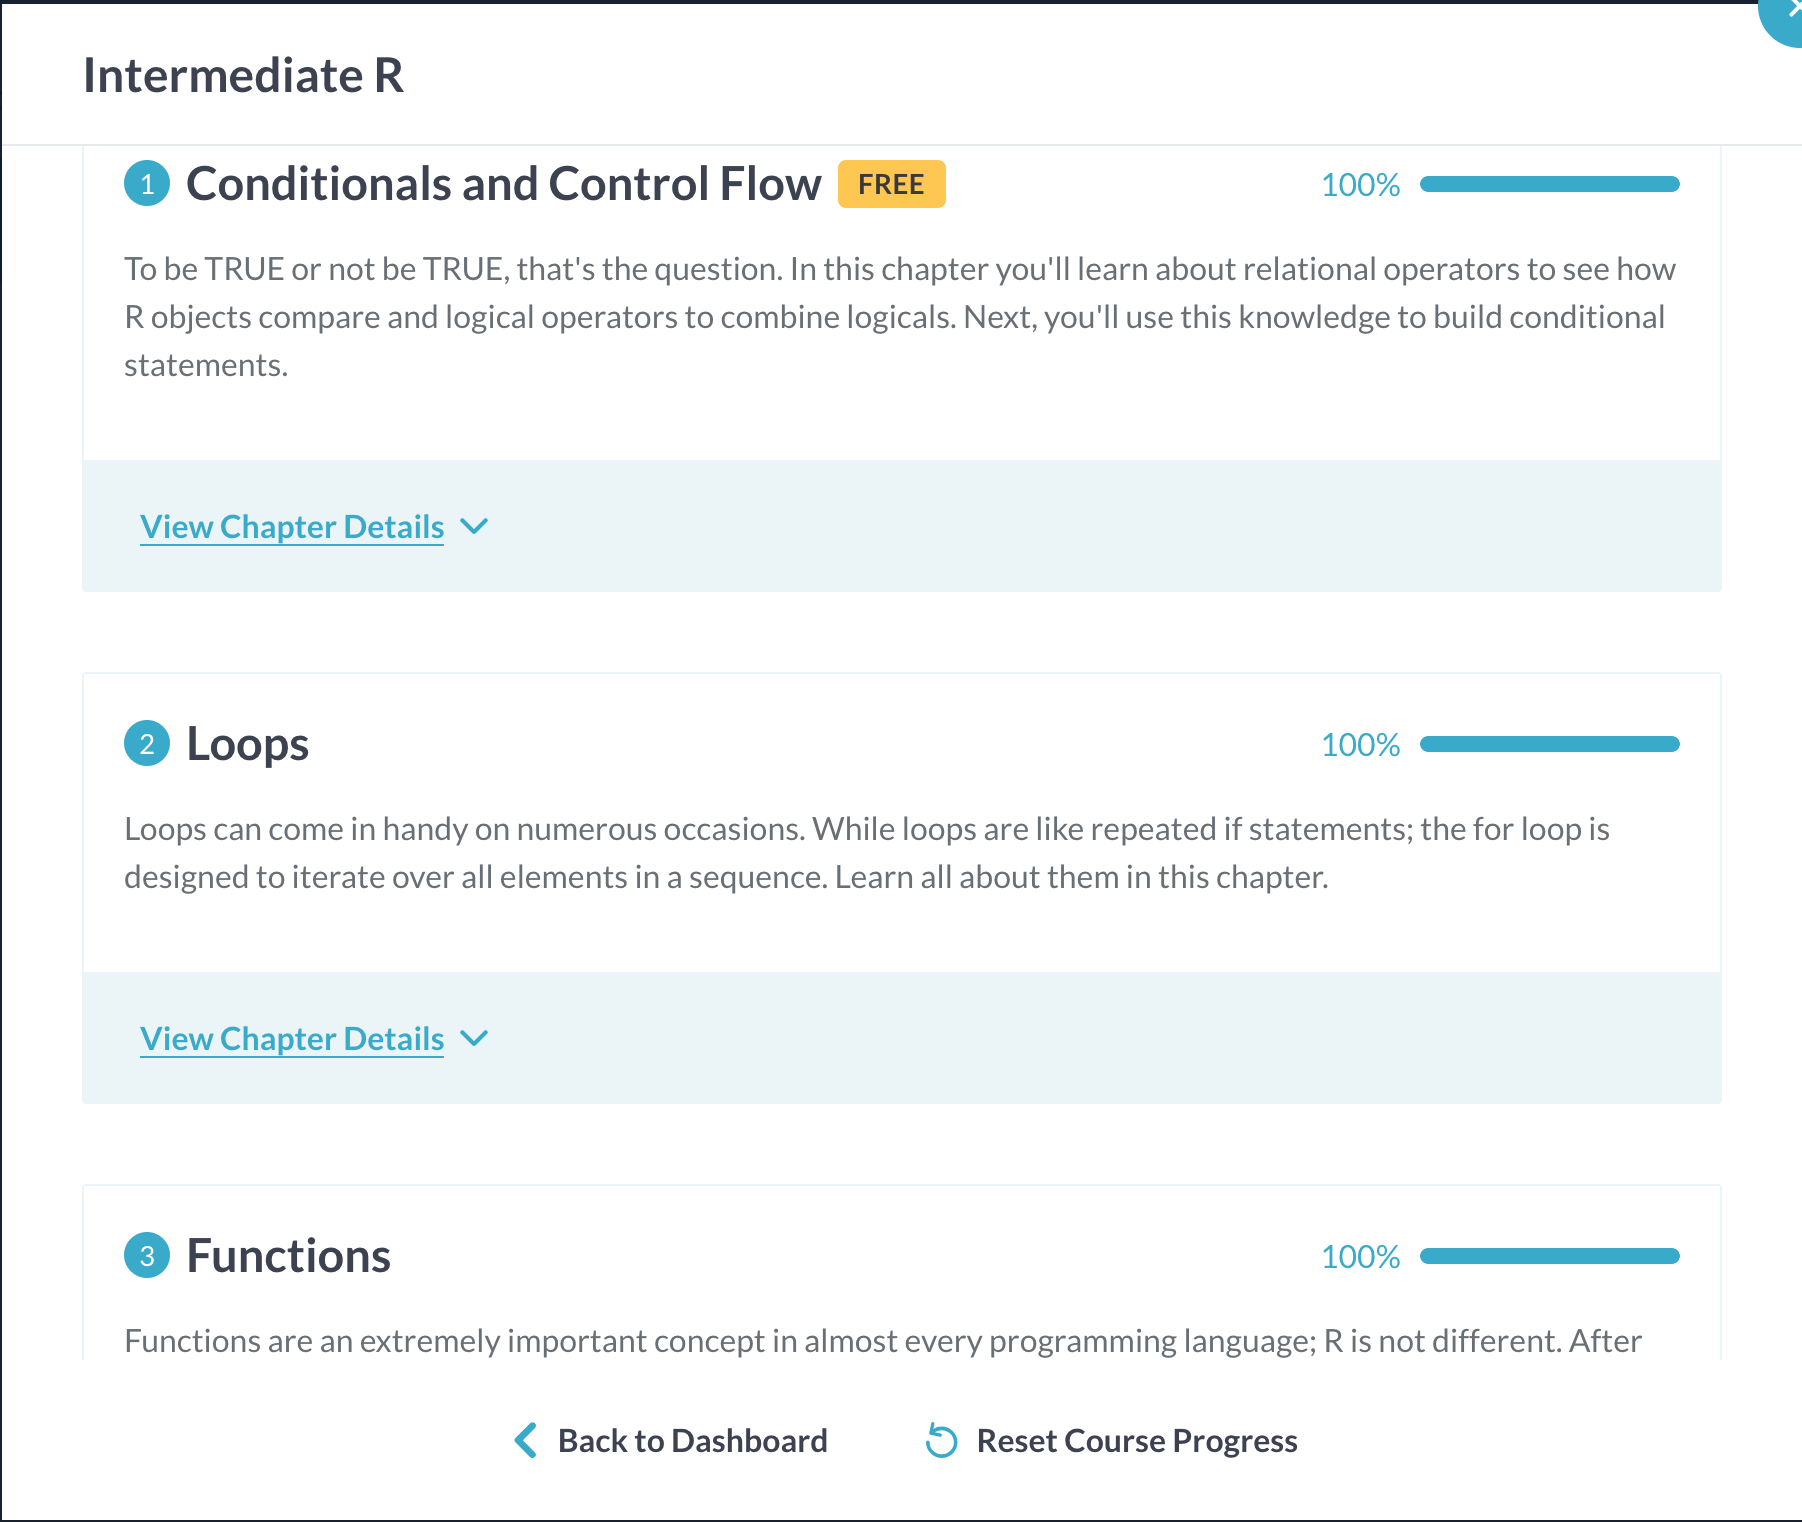 Intermediate R
1 Conditionals and Control Flow FREE 100%
To be TRUE or not be TRUE, that's the question. In this chapter you'll learn about relational operators to see how
R objects compare and logical operators to combine logicals. Next, you'll use this knowledge to build conditional
statements.
View Chapter Details
2 Loops 100%
Loops can come in handy on numerous occasions. While loops are like repeated if statements; the for loop is
designed to iterate over all elements in a sequence. Learn all about them in this chapter.
View Chapter Details
3 Functions 100%
Functions are an extremely important concept in almost every programming language; R is not different. After
Back to Dashboard Reset Course Progress